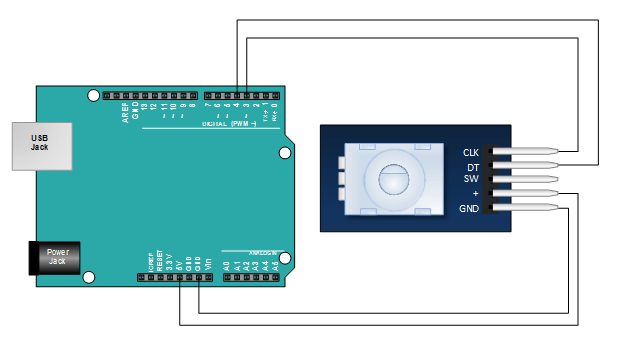 AREF
GND
13
12
~11
~10
~9
8
7
~6
~5
4
~3
2
TX→1
RX←0
DIGITAL (PWM ~)
USB
Jack
CLK
DT
SW
+
GND
Power
Jack
IOREF
RESET
3.3 V
5V
GND
GND
Vin
ANALOG IN
A0
A1
A2
A3
A4
A5